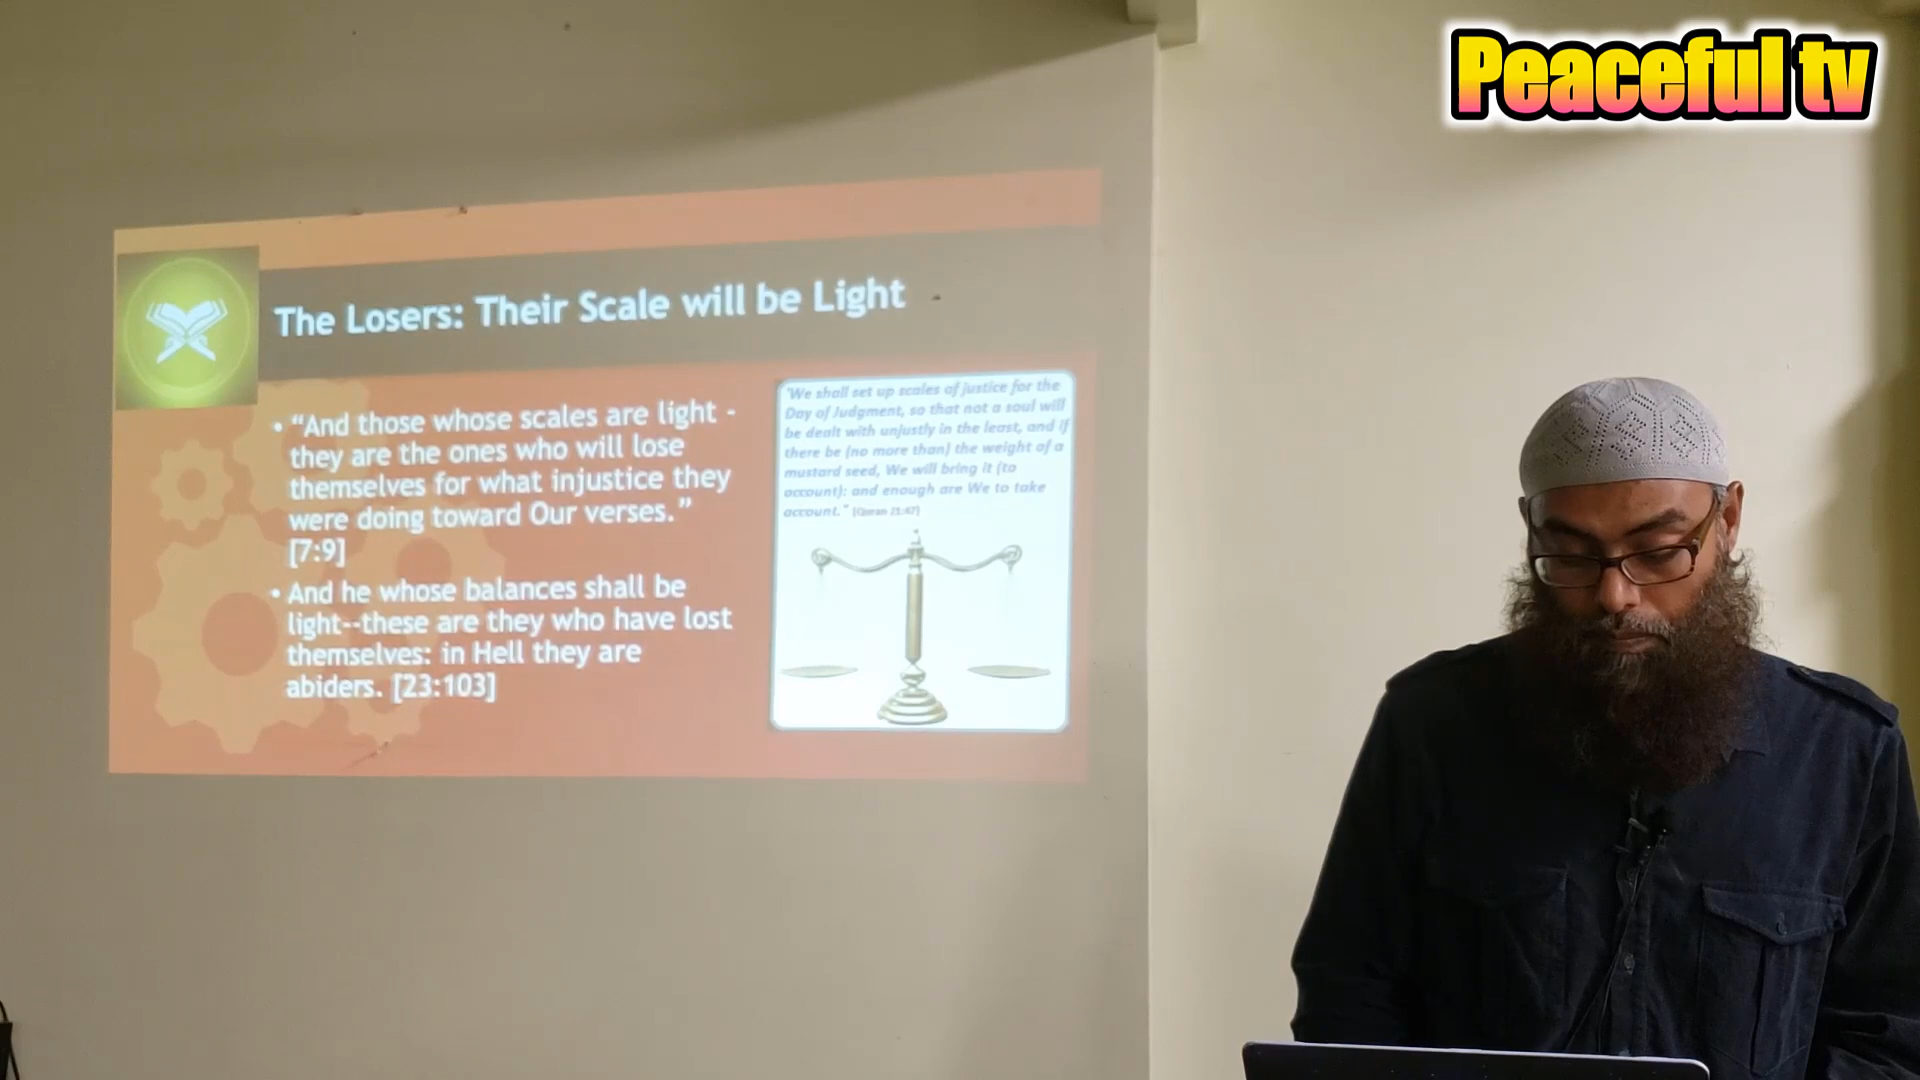 Peaceful tv
The Losers: Their Scale will be Light
• “And those whose scales are light -
they are the ones who will lose
themselves for what injustice they
were doing toward Our verses.”
[7:9]
• And he whose balances shall be
light--these are they who have lost
themselves: in Hell they are
abiders. [23:103]
"We shall set up scales of justice for the
Day of Judgment, so that not a soul will
be dealt with unjustly in the least, and if
there be (no more than) the weight of a
mustard seed, We will bring it (to
account): and enough are We to take
account." [Quran 21:47]